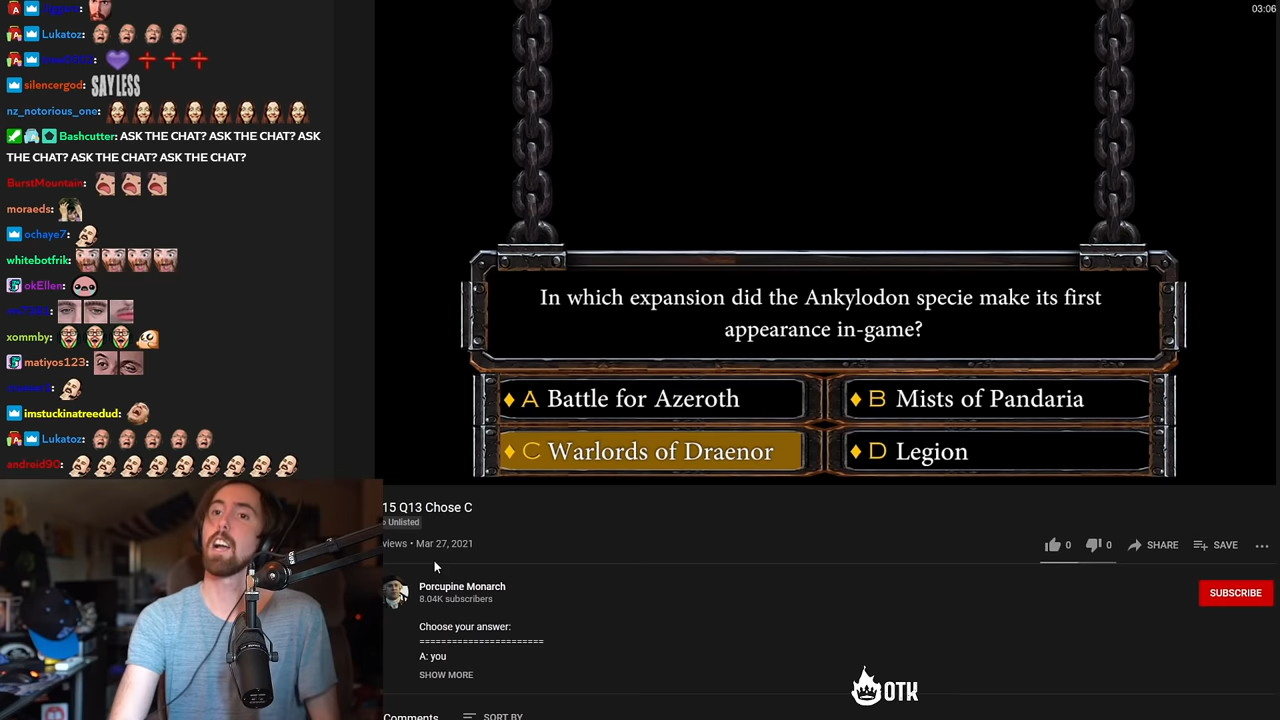 Lukatoz:
silencergod: SAY LESS
nz_notorious_one:
Bashcutter: ASK THE CHAT? ASK THE CHAT? ASK
THE CHAT? ASK THE CHAT? ASK THE CHAT?
BurstMountain:
moraeds:
ochaye7:
whitebotfrik:
okEllen:
xommby:
matiyos123:
imstuckinatreedud:
Lukatoz:
andreid90:
03:06
In which expansion did the Ankylodon specie make its first
appearance in-game?
A Battle for Azeroth
B Mists of Pandaria
C Warlords of Draenor
D Legion
15 Q13 Chose C
Unlisted
views • Mar 27, 2021
0
0
SHARE
SAVE
Porcupine Monarch
8.04K subscribers
SUBSCRIBE
Choose your answer:
=======================
A: you
SHOW MORE
OTK
Comments
SORT BY